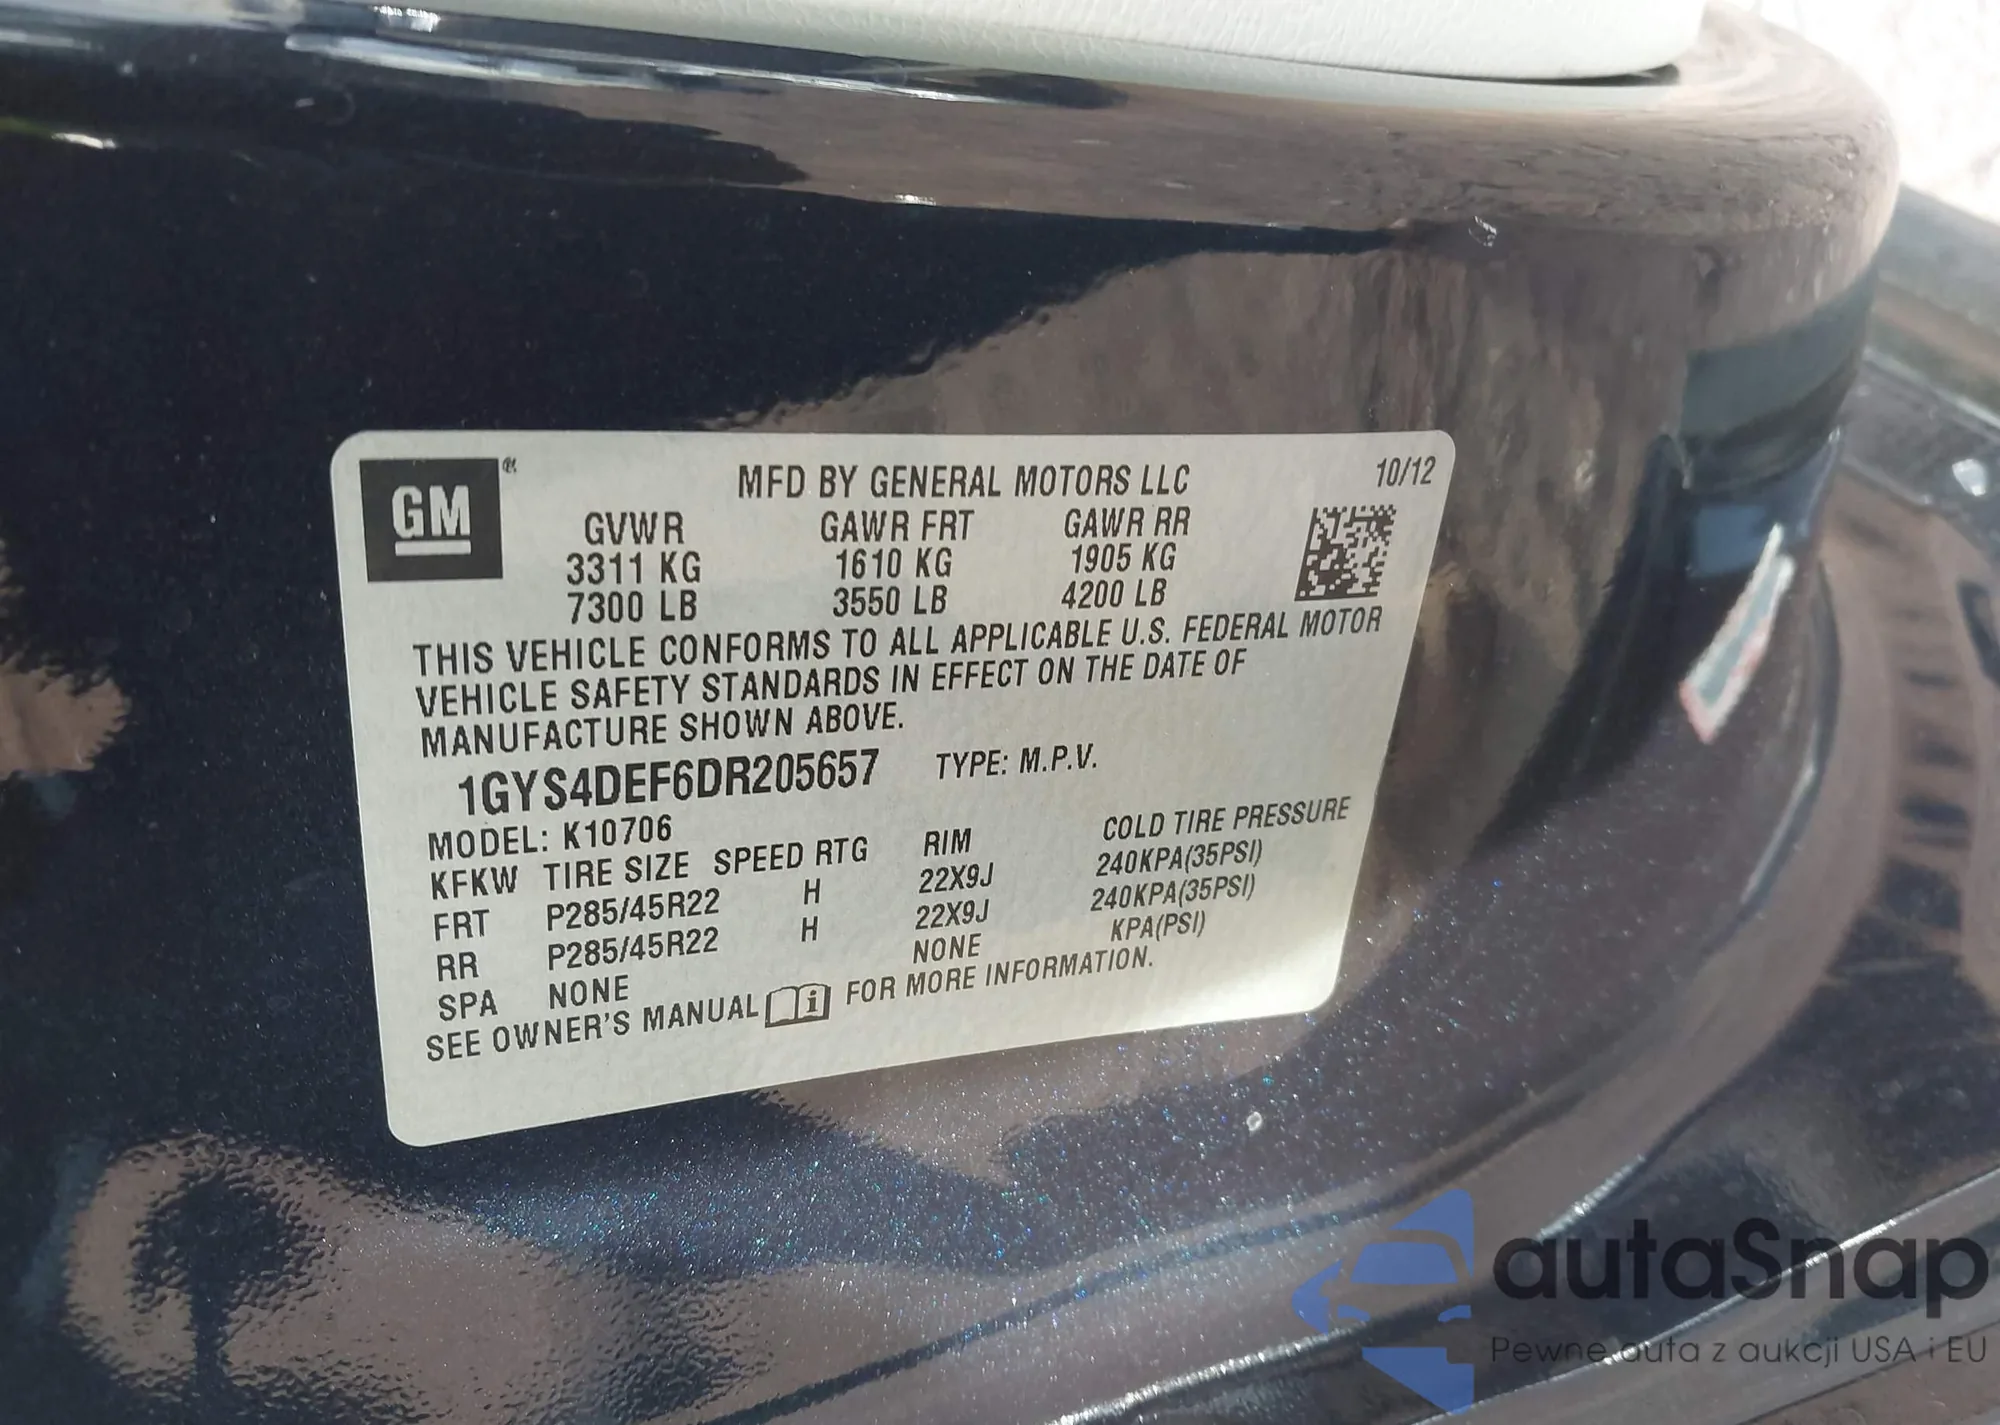 GM®
MFD BY GENERAL MOTORS LLC 10/12
GVWR GAWR FRT GAWR RR
3311 KG 1610 KG 1905 KG
7300 LB 3550 LB 4200 LB
THIS VEHICLE CONFORMS TO ALL APPLICABLE U.S. FEDERAL MOTOR
VEHICLE SAFETY STANDARDS IN EFFECT ON THE DATE OF
MANUFACTURE SHOWN ABOVE.
1GYS4DEF6DR205657 TYPE: M.P.V.
MODEL: K10706
KFKW TIRE SIZE SPEED RTG RIM COLD TIRE PRESSURE
FRT P285/45R22 H 22X9J 240KPA(35PSI)
RR P285/45R22 H 22X9J 240KPA(35PSI)
SPA NONE NONE KPA(PSI)
SEE OWNER'S MANUAL FOR MORE INFORMATION.
autaSnap
Pewne auta z aukcji USA i EU